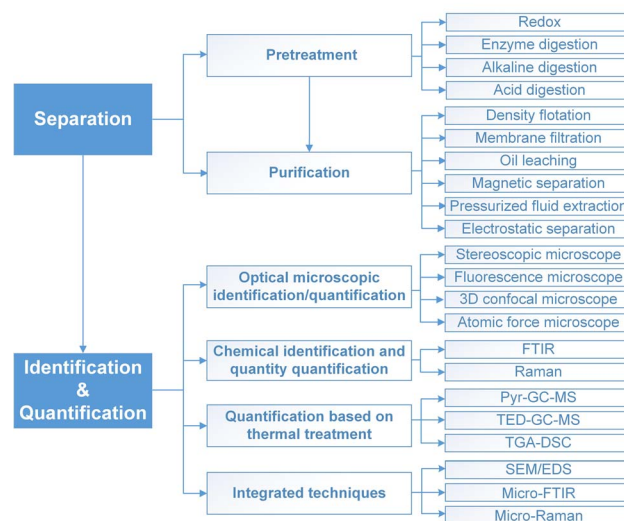 Separation
Pretreatment
Redox
Enzyme digestion
Alkaline digestion
Acid digestion
Purification
Density flotation
Membrane filtration
Oil leaching
Magnetic separation
Pressurized fluid extraction
Electrostatic separation
Identification
&
Quantification
Optical microscopic
identification/quantification
Stereoscopic microscope
Fluorescence microscope
3D confocal microscope
Atomic force microscope
Chemical identification and
quantity quantification
FTIR
Raman
Quantification based on
thermal treatment
Pyr-GC-MS
TED-GC-MS
TGA-DSC
Integrated techniques
SEM/EDS
Micro-FTIR
Micro-Raman